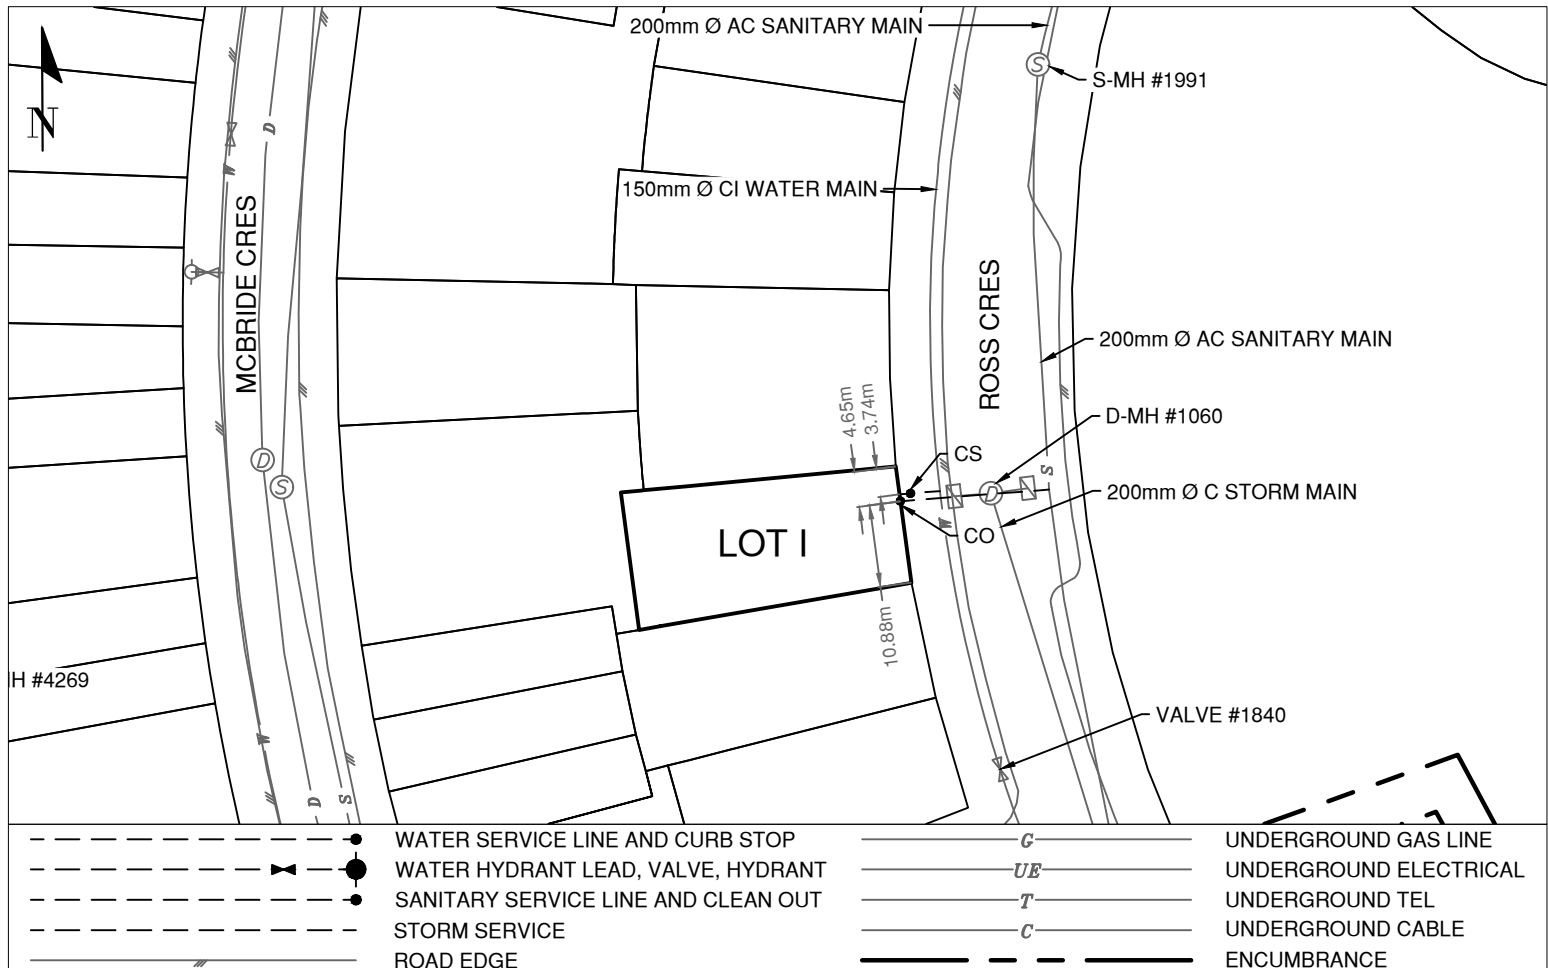 200mm Ø AC SANITARY MAIN
S
S-MH #1991
N
D
W
150mm Ø CI WATER MAIN
MCBRIDE CRES
ROSS CRES
200mm Ø AC SANITARY MAIN
4.65m
3.74m
D-MH #1060
D
CS
S
S
D
200mm Ø C STORM MAIN
W
CO
LOT I
10.88m
IH #4269
VALVE #1840
W
D
S
WATER SERVICE LINE AND CURB STOP
WATER HYDRANT LEAD, VALVE, HYDRANT
SANITARY SERVICE LINE AND CLEAN OUT
STORM SERVICE
ROAD EDGE
G UNDERGROUND GAS LINE
UE UNDERGROUND ELECTRICAL
T UNDERGROUND TEL
C UNDERGROUND CABLE
ENCUMBRANCE